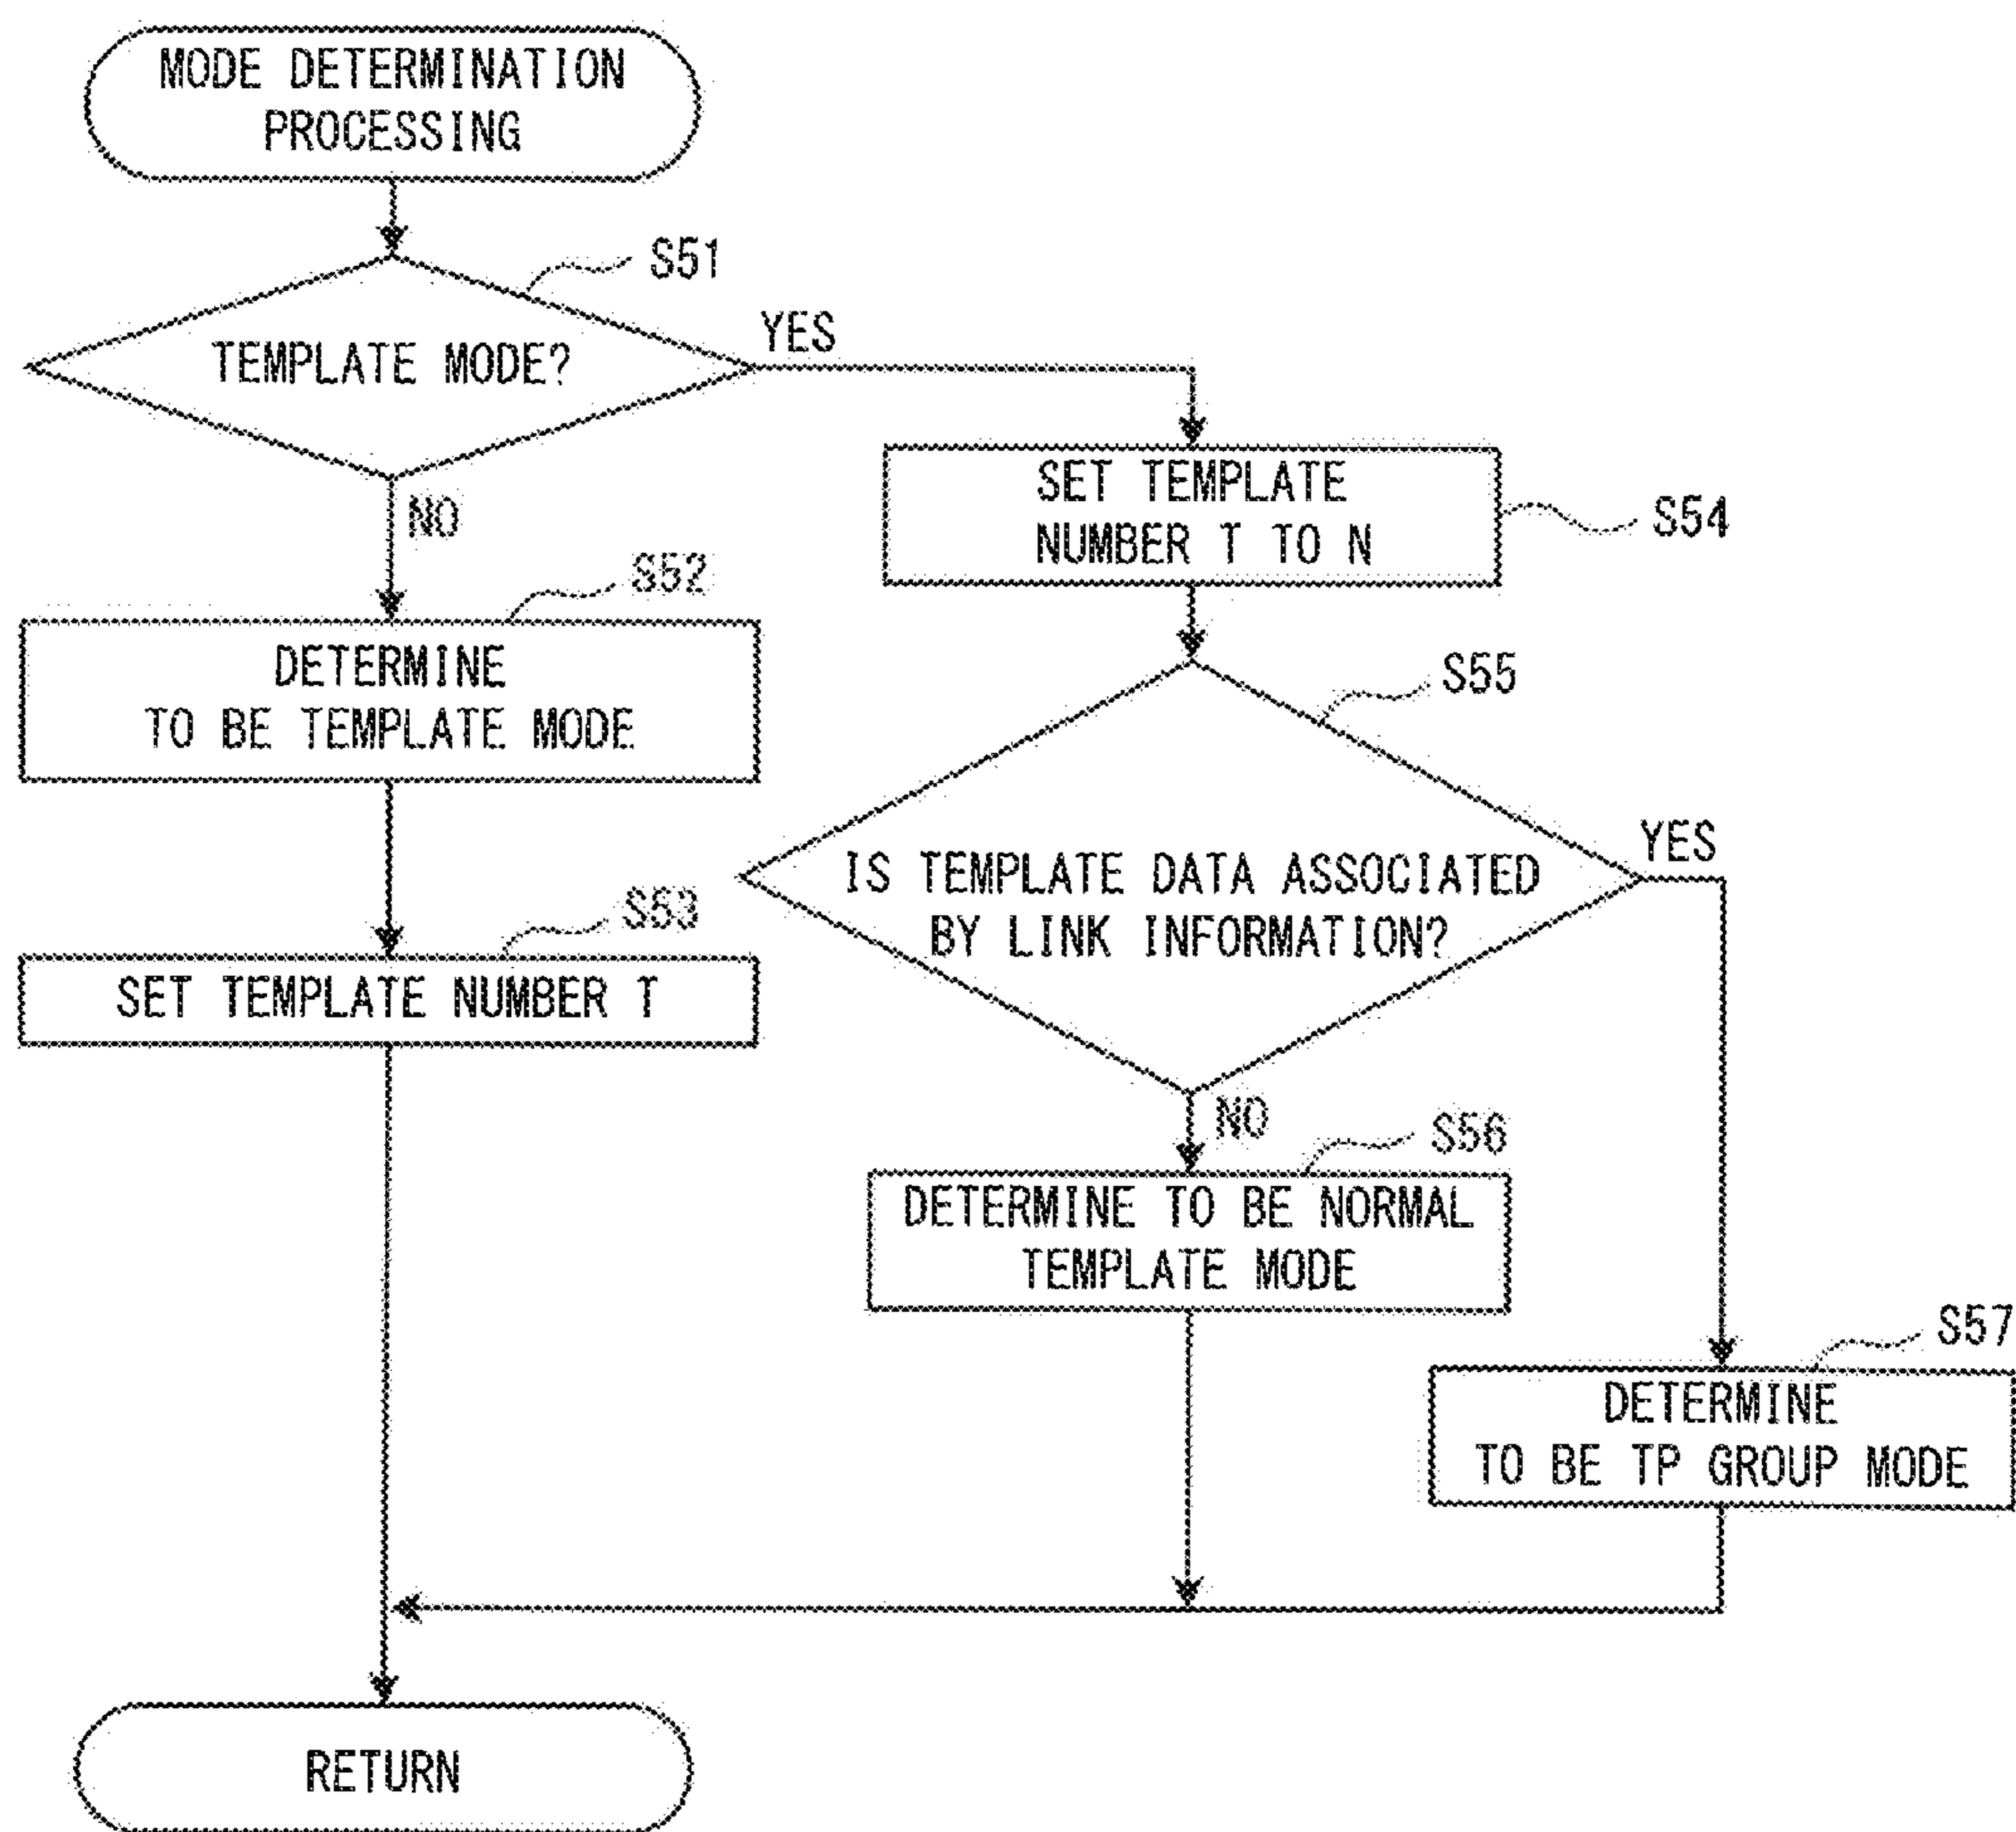 MODE DETERMINATION
PROCESSING
S51
TEMPLATE MODE?
YES
NO
S52
DETERMINE
TO BE TEMPLATE MODE
S53
SET TEMPLATE NUMBER T
SET TEMPLATE
NUMBER T TO N
S54
S55
IS TEMPLATE DATA ASSOCIATED
BY LINK INFORMATION?
YES
NO
S56
DETERMINE TO BE NORMAL
TEMPLATE MODE
S57
DETERMINE
TO BE TP GROUP MODE
RETURN